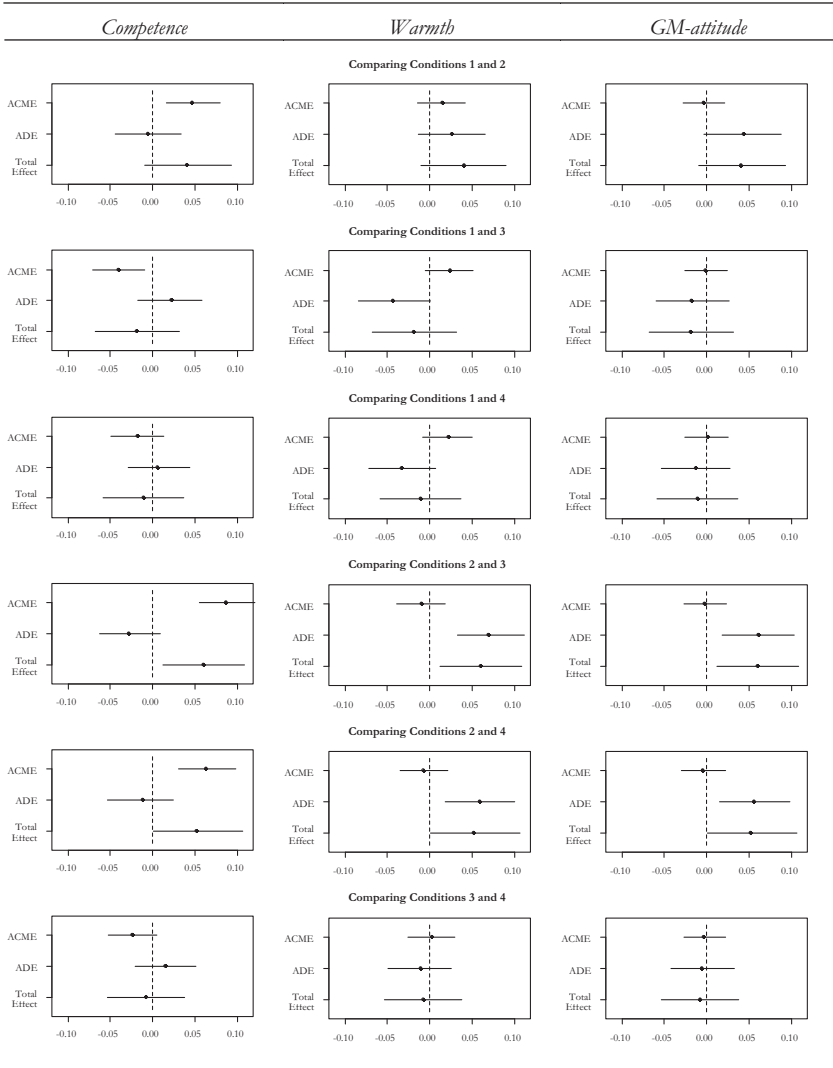 Competence Warmth GM-attitude
Comparing Conditions 1 and 2
ACME ACME ACME
ADE ADE ADE
Total Total Total
Effect Effect Effect
-0.10 -0.05 0.00 0.05 0.10 -0.10 -0.05 0.00 0.05 0.10 -0.10 -0.05 0.00 0.05 0.10
Comparing Conditions 1 and 3
ACME ACME ACME
ADE ADE ADE
Total Total Total
Effect Effect Effect
-0.10 -0.05 0.00 0.05 0.10 -0.10 -0.05 0.00 0.05 0.10 -0.10 -0.05 0.00 0.05 0.10
Comparing Conditions 1 and 4
ACME ACME ACME
ADE ADE ADE
Total Total Total
Effect Effect Effect
-0.10 -0.05 0.00 0.05 0.10 -0.10 -0.05 0.00 0.05 0.10 -0.10 -0.05 0.00 0.05 0.10
Comparing Conditions 2 and 3
ACME ACME ACME
ADE ADE ADE
Total Total Total
Effect Effect Effect
-0.10 -0.05 0.00 0.05 0.10 -0.10 -0.05 0.00 0.05 0.10 -0.10 -0.05 0.00 0.05 0.10
Comparing Conditions 2 and 4
ACME ACME ACME
ADE ADE ADE
Total Total Total
Effect Effect Effect
-0.10 -0.05 0.00 0.05 0.10 -0.10 -0.05 0.00 0.05 0.10 -0.10 -0.05 0.00 0.05 0.10
Comparing Conditions 3 and 4
ACME ACME ACME
ADE ADE ADE
Total Total Total
Effect Effect Effect
-0.10 -0.05 0.00 0.05 0.10 -0.10 -0.05 0.00 0.05 0.10 -0.10 -0.05 0.00 0.05 0.10